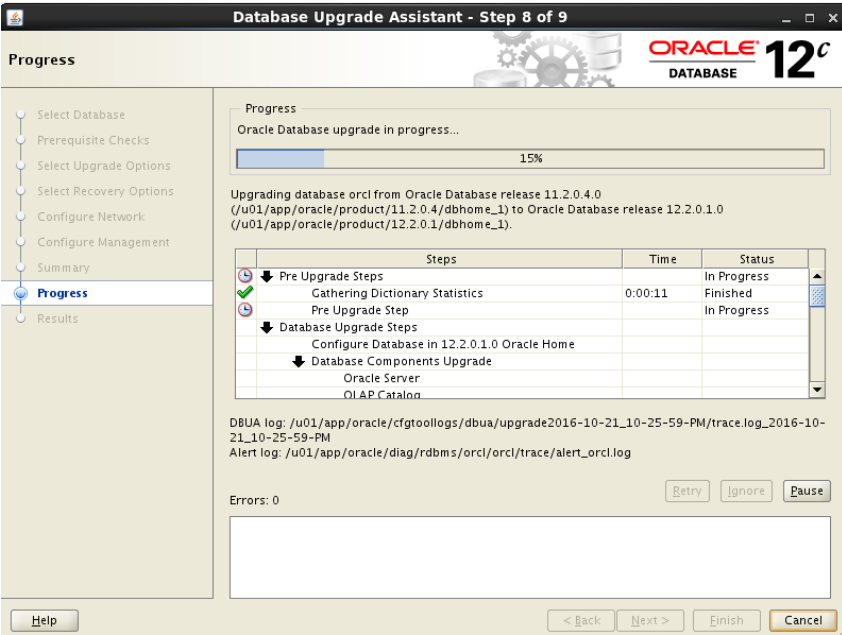 Database Upgrade Assistant - Step 8 of 9
Progress
ORACLE
DATABASE
12c
Select Database
Prerequisite Checks
Select Upgrade Options
Select Recovery Options
Configure Network
Configure Management
Summary
Progress
Results
Progress
Oracle Database upgrade in progress...
15%
Upgrading database orcl from Oracle Database release 11.2.0.4.0
(/u01/app/oracle/product/11.2.0.4/dbhome_1) to Oracle Database release 12.2.0.1.0
(/u01/app/oracle/product/12.2.0.1/dbhome_1).
Steps Time Status
Pre Upgrade Steps In Progress
Gathering Dictionary Statistics 0:00:11 Finished
Pre Upgrade Step In Progress
Database Upgrade Steps
Configure Database in 12.2.0.1.0 Oracle Home
Database Components Upgrade
Oracle Server
OLAP Catalog
DBUA log: /u01/app/oracle/cfgtoollogs/dbua/upgrade2016-10-21_10-25-59-PM/trace.log_2016-10-
21_10-25-59-PM
Alert log: /u01/app/oracle/diag/rdbms/orcl/orcl/trace/alert_orcl.log
Retry Ignore Pause
Errors: 0
Help < Back Next > Finish Cancel